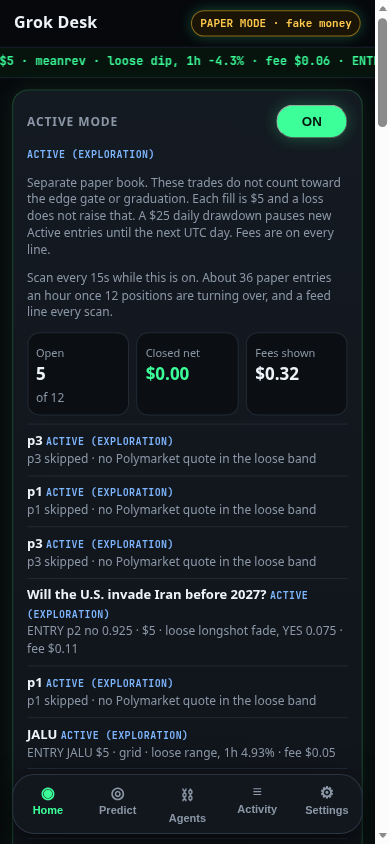 Grok Desk
PAPER MODE · fake money
$5 · meanrev · loose dip, 1h -4.3% · fee $0.06 · ENT
ACTIVE MODE
ON
ACTIVE (EXPLORATION)
Separate paper book. These trades do not count toward
the edge gate or graduation. Each fill is $5 and a loss
does not raise that. A $25 daily drawdown pauses new
Active entries until the next UTC day. Fees are on every
line.
Scan every 15s while this is on. About 36 paper entries
an hour once 12 positions are turning over, and a feed
line every scan.
Open
5
of 12
Closed net
$0.00
Fees shown
$0.32
p3 ACTIVE (EXPLORATION)
p3 skipped · no Polymarket quote in the loose band
p1 ACTIVE (EXPLORATION)
p1 skipped · no Polymarket quote in the loose band
p3 ACTIVE (EXPLORATION)
p3 skipped · no Polymarket quote in the loose band
Will the U.S. invade Iran before 2027? ACTIVE
(EXPLORATION)
ENTRY p2 no 0.925 · $5 · loose longshot fade, YES 0.075 ·
fee $0.11
p1 ACTIVE (EXPLORATION)
p1 skipped · no Polymarket quote in the loose band
JALU ACTIVE (EXPLORATION)
ENTRY JALU $5 · grid · loose range, 1h 4.93% · fee $0.05
Home
Predict
Agents
Activity
Settings